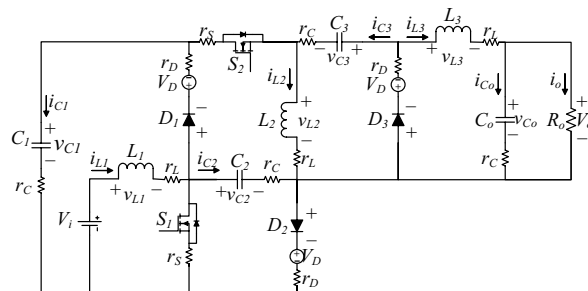 r_S S_2 r_C C_3 i_C3 i_L3 L_3 r_L
+ v_C3 − + v_L3 −
r_D V_D i_L2 r_D V_D i_Co i_o
i_C1 D_1 − + L_2 + v_L2 − D_3 − + C_o + v_Co − R_o + V_o −
C_1 + v_C1 −
i_L1 L_1 r_L i_C2 C_2 r_C r_L r_C
r_C + v_L1 − + v_C2 −
V_i S_1 D_2 + −
r_S V_D
r_D